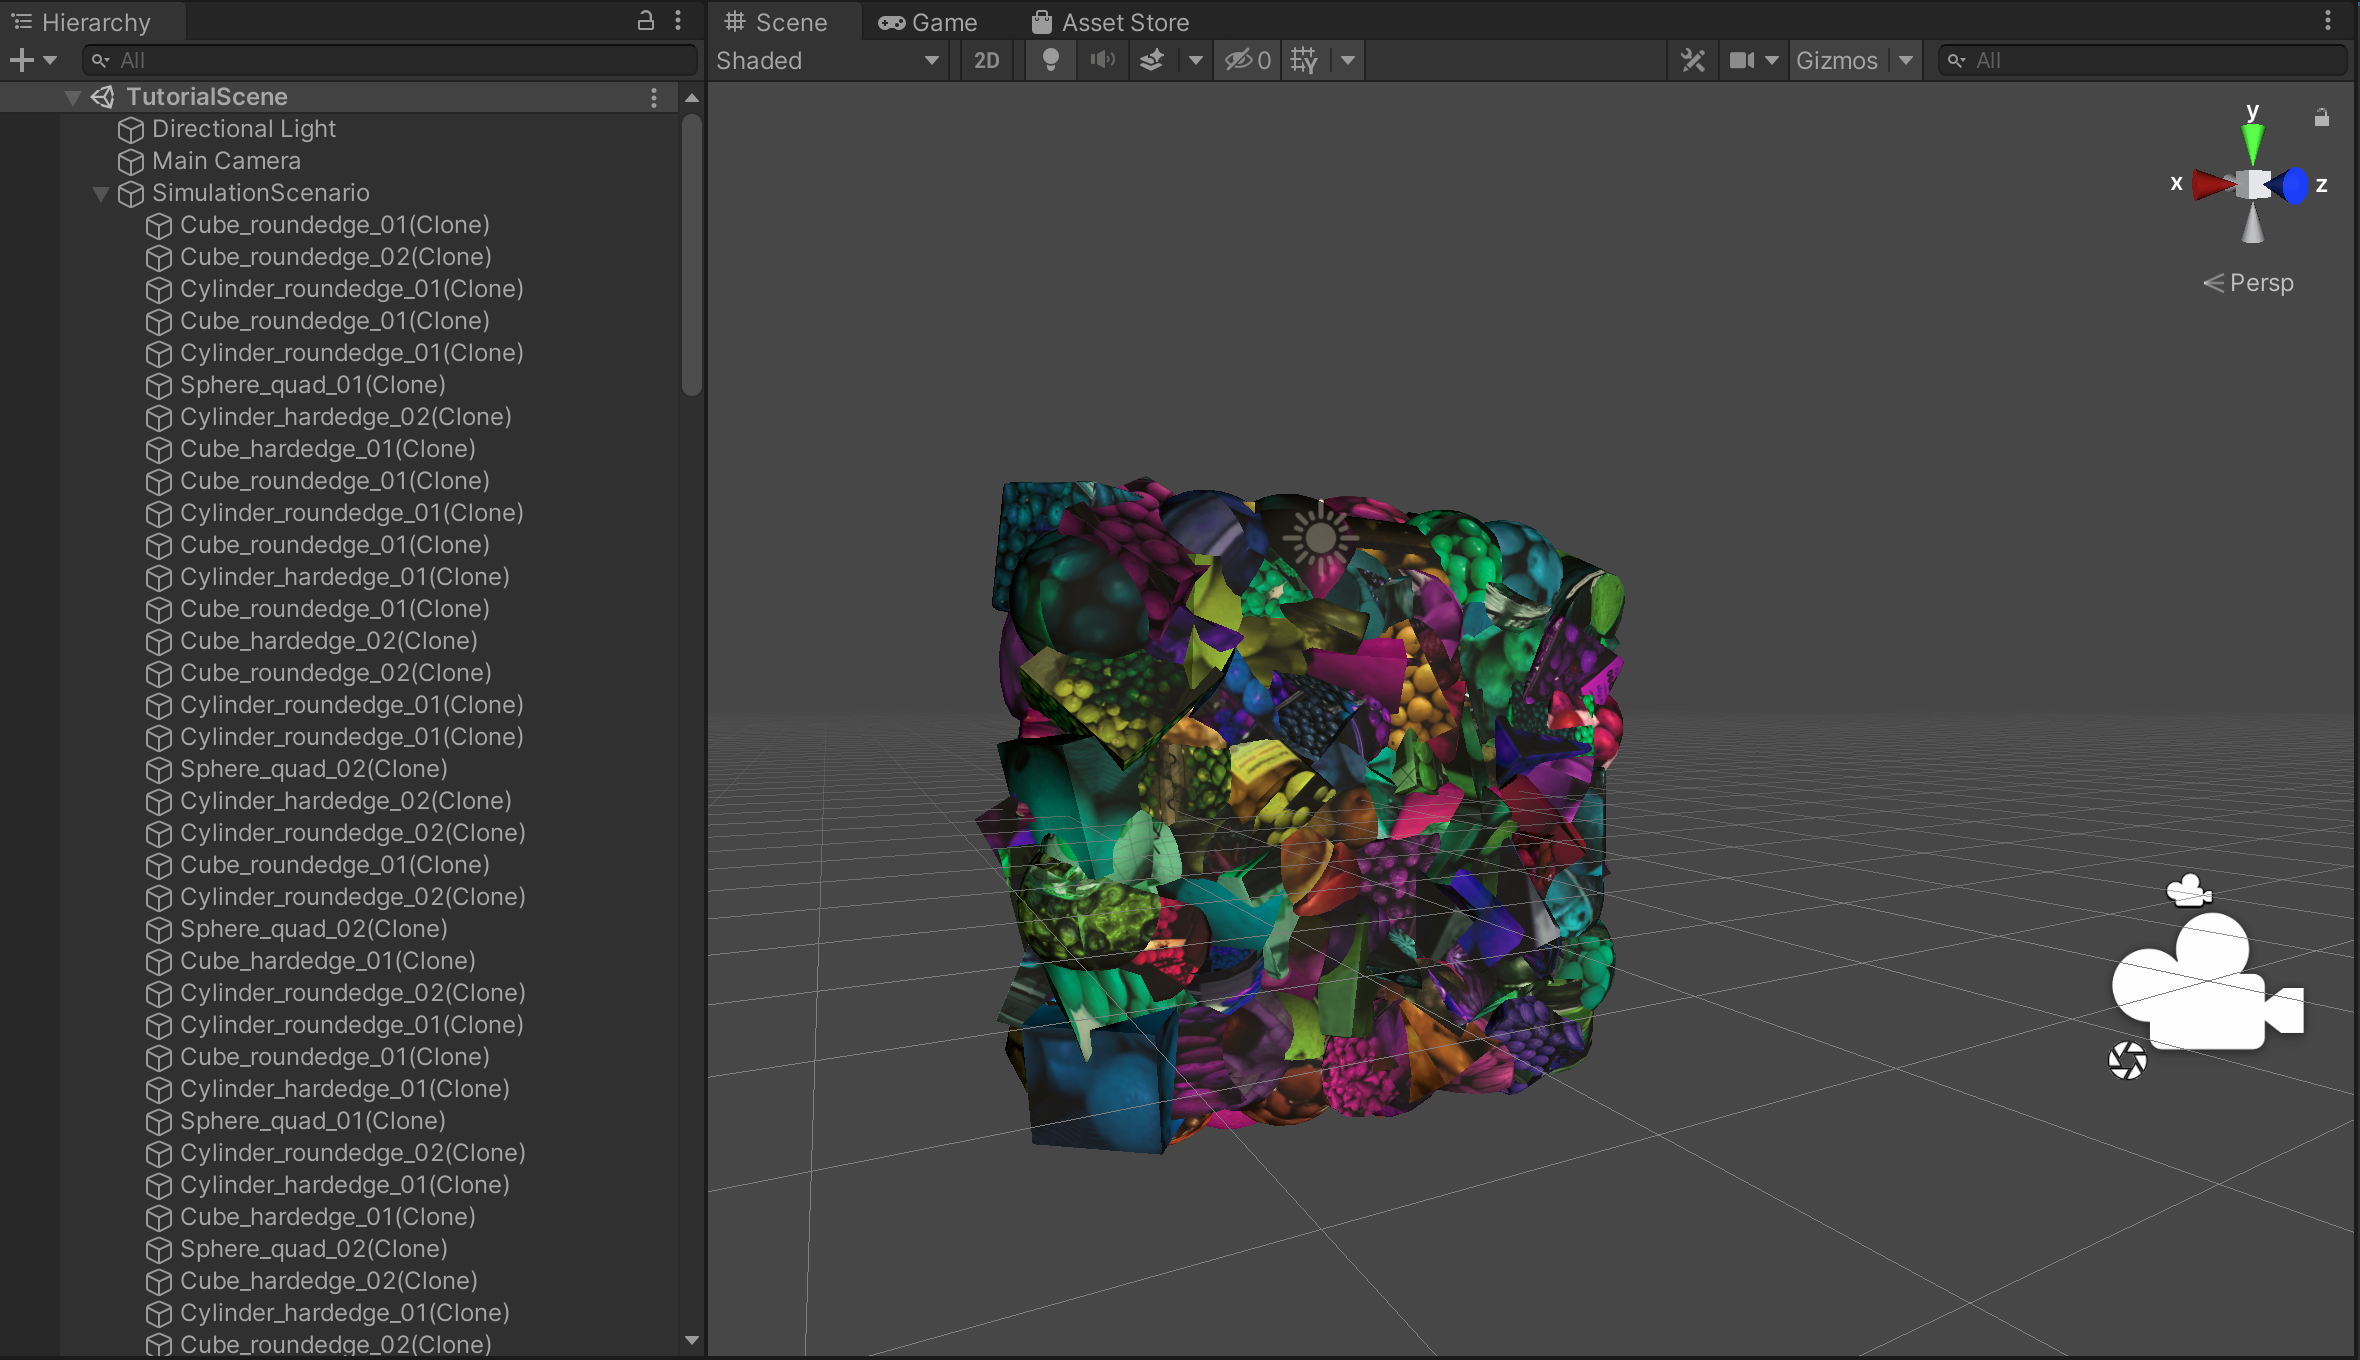 Hierarchy
All
TutorialScene
Directional Light
Main Camera
SimulationScenario
Cube_roundedge_01(Clone)
Cube_roundedge_02(Clone)
Cylinder_roundedge_01(Clone)
Cube_roundedge_01(Clone)
Cylinder_roundedge_01(Clone)
Sphere_quad_01(Clone)
Cylinder_hardedge_02(Clone)
Cube_hardedge_01(Clone)
Cube_roundedge_01(Clone)
Cylinder_roundedge_01(Clone)
Cube_roundedge_01(Clone)
Cylinder_hardedge_01(Clone)
Cube_roundedge_01(Clone)
Cube_hardedge_02(Clone)
Cube_roundedge_02(Clone)
Cylinder_roundedge_01(Clone)
Cylinder_roundedge_01(Clone)
Sphere_quad_02(Clone)
Cylinder_hardedge_02(Clone)
Cylinder_roundedge_02(Clone)
Cube_roundedge_01(Clone)
Cylinder_roundedge_02(Clone)
Sphere_quad_02(Clone)
Cube_hardedge_01(Clone)
Cylinder_roundedge_02(Clone)
Cylinder_roundedge_01(Clone)
Cube_roundedge_01(Clone)
Cylinder_hardedge_01(Clone)
Sphere_quad_01(Clone)
Cylinder_roundedge_02(Clone)
Cylinder_hardedge_01(Clone)
Cube_hardedge_01(Clone)
Sphere_quad_02(Clone)
Cube_hardedge_02(Clone)
Cylinder_hardedge_01(Clone)
Cube_roundedge_02(Clone)
Scene Game Asset Store
Shaded 2D 0 Gizmos All
y
x z
Persp